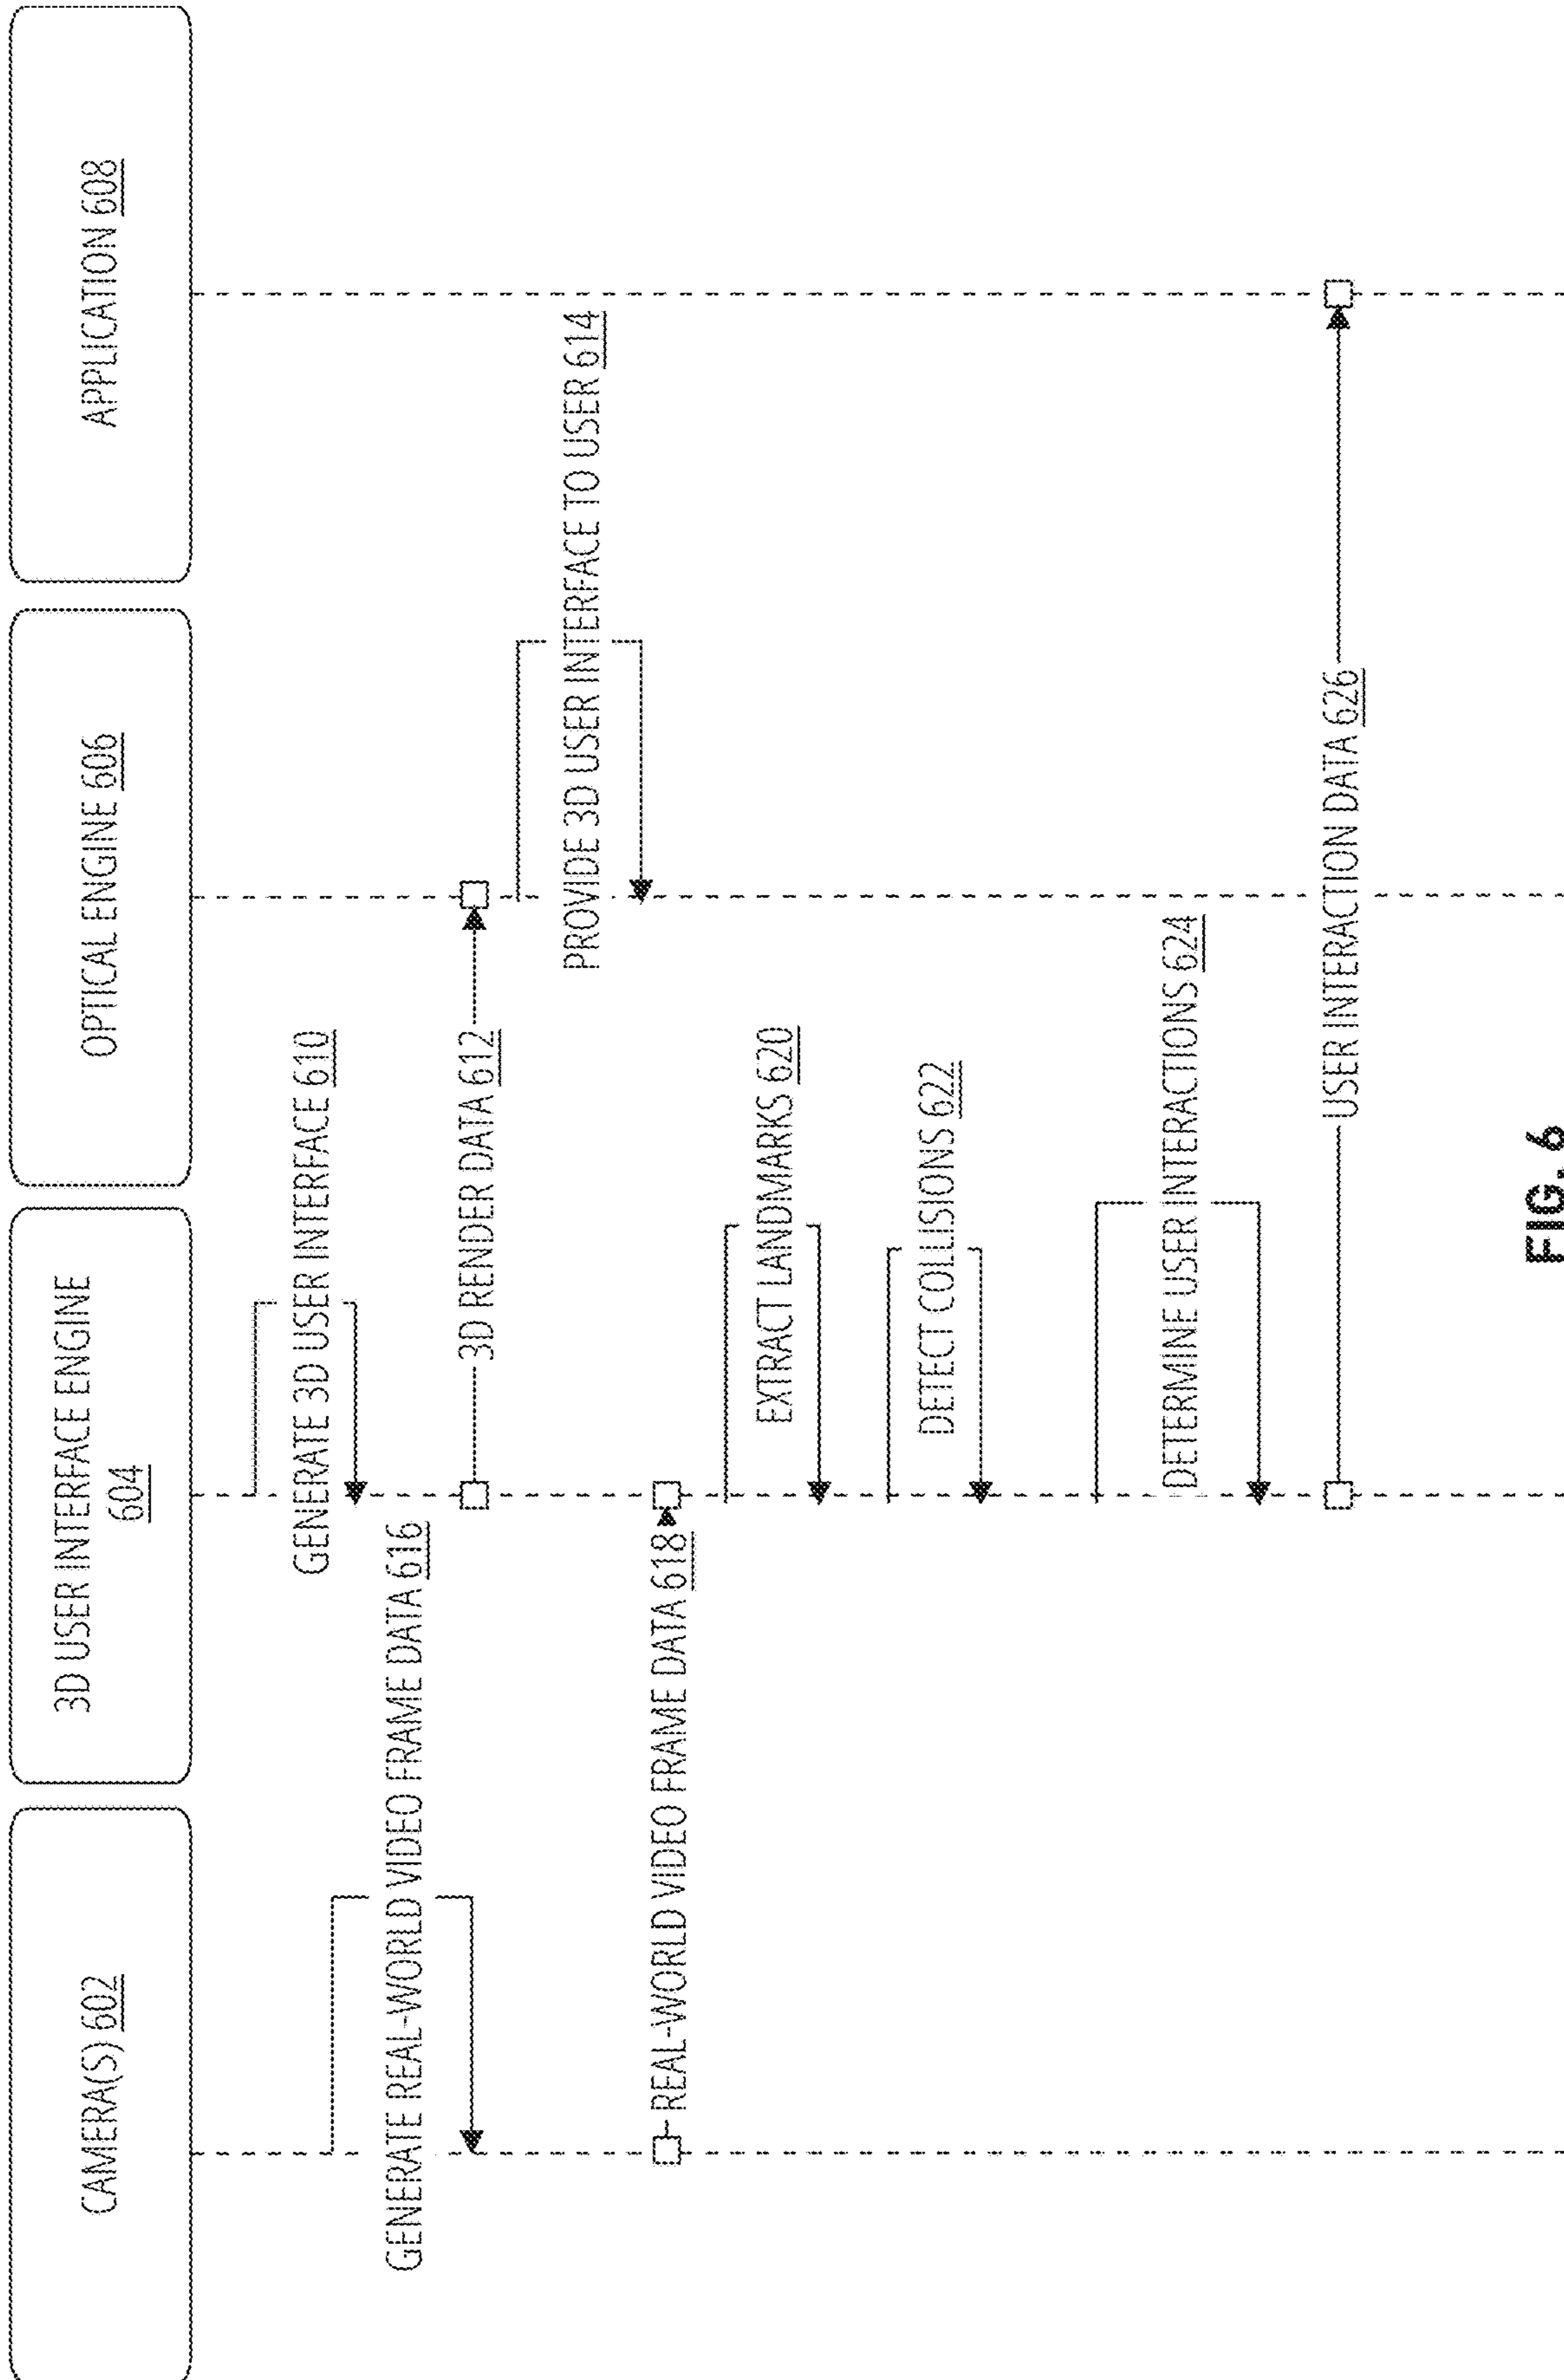 CAMERA(S) 602
3D USER INTERFACE ENGINE
604
OPTICAL ENGINE 606
APPLICATION 608
GENERATE 3D USER INTERFACE 610
GENERATE REAL-WORLD VIDEO FRAME DATA 616
3D RENDER DATA 612
PROVIDE 3D USER INTERFACE TO USER 614
REAL-WORLD VIDEO FRAME DATA 618
EXTRACT LANDMARKS 620
DETECT COLLISIONS 622
DETERMINE USER INTERACTIONS 624
USER INTERACTION DATA 626
FIG. 6